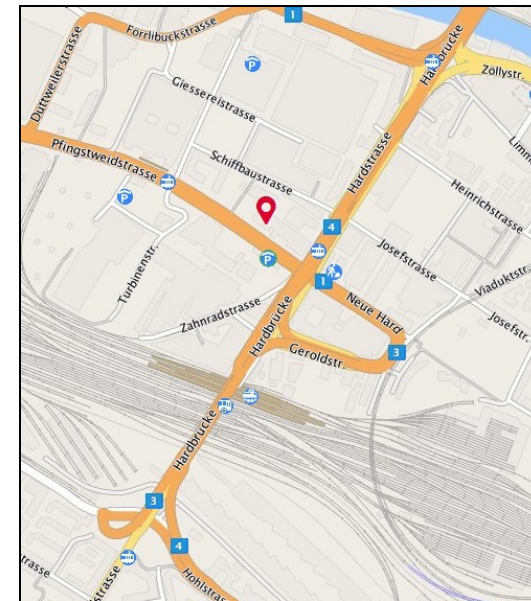 1
Förrlibuckstrasse
Duttweilerstrasse
P
Hardbrücke
Zöllystr.
Giessereistrasse
Pfingstweidstrasse
Schiffbaustrasse
Hardstrasse
Heinrichstrasse
P
4
Josefstrasse
Viaduktstr.
P
Turbinenstr.
1
Neue Hard
Josefstr.
Zahnradstrasse
Hardbrücke
Geroldstr.
3
Hardbrücke
3
4